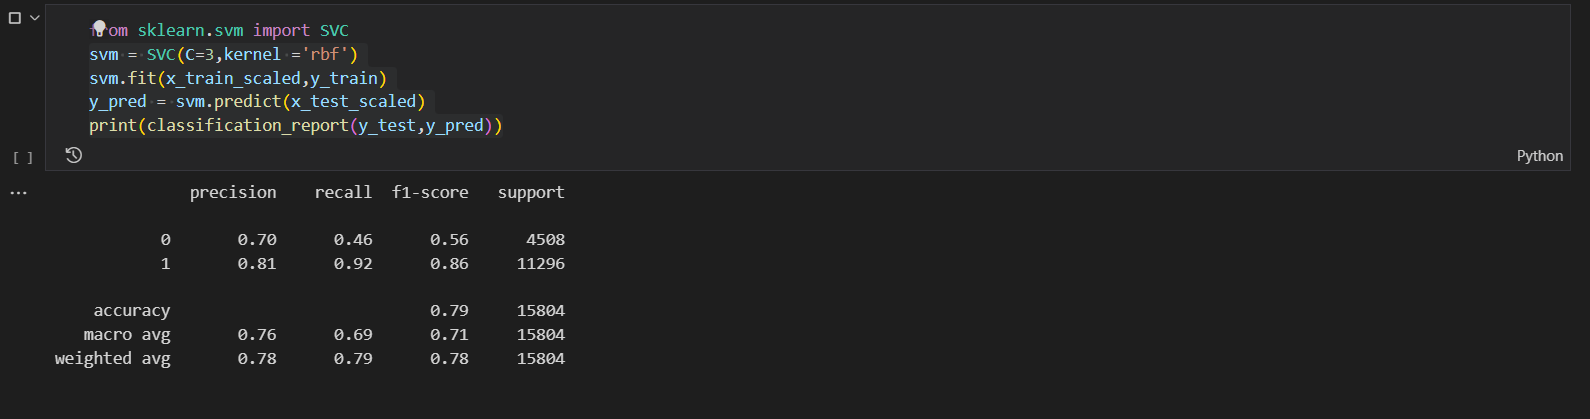 from sklearn.svm import SVC
svm = SVC(C=3,kernel ='rbf')
svm.fit(x_train_scaled,y_train)
y_pred = svm.predict(x_test_scaled)
print(classification_report(y_test,y_pred))
[ ]
Python
precision recall f1-score support
0 0.70 0.46 0.56 4508
1 0.81 0.92 0.86 11296
accuracy 0.79 15804
macro avg 0.76 0.69 0.71 15804
weighted avg 0.78 0.79 0.78 15804